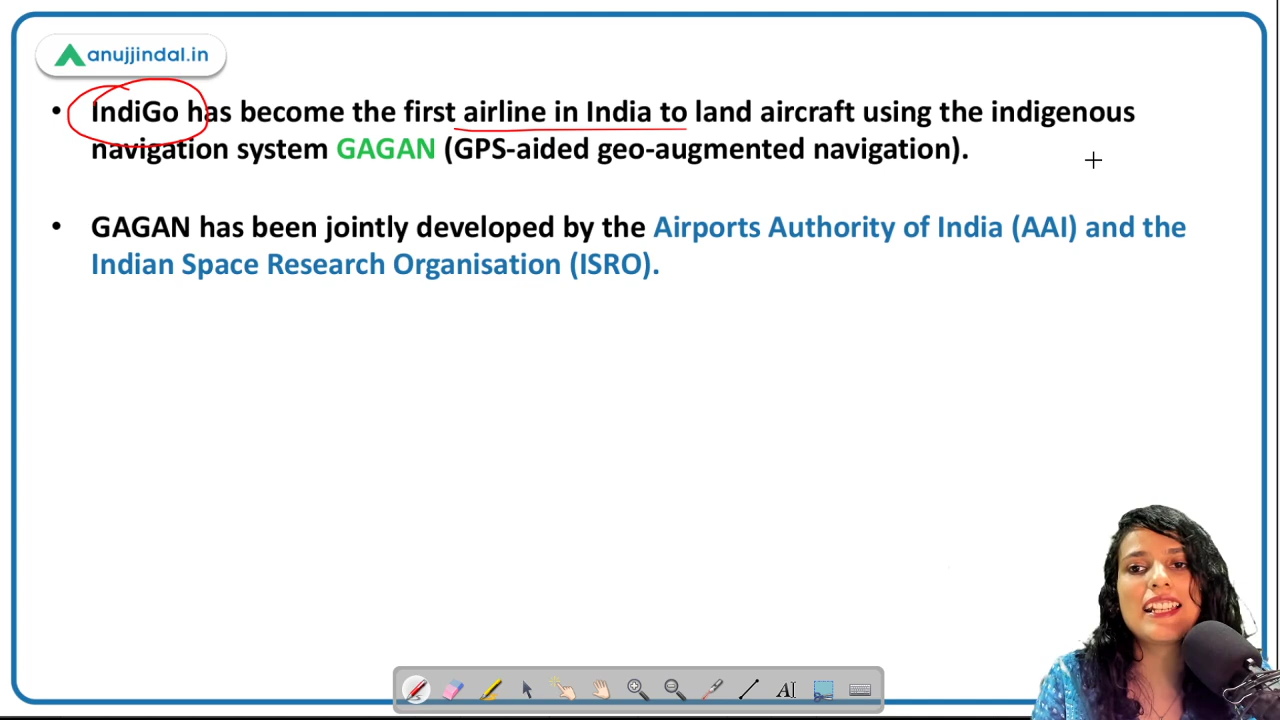 anujjindal.in
• IndiGo has become the first airline in India to land aircraft using the indigenous
navigation system GAGAN (GPS-aided geo-augmented navigation).
• GAGAN has been jointly developed by the Airports Authority of India (AAI) and the
Indian Space Research Organisation (ISRO).
AI